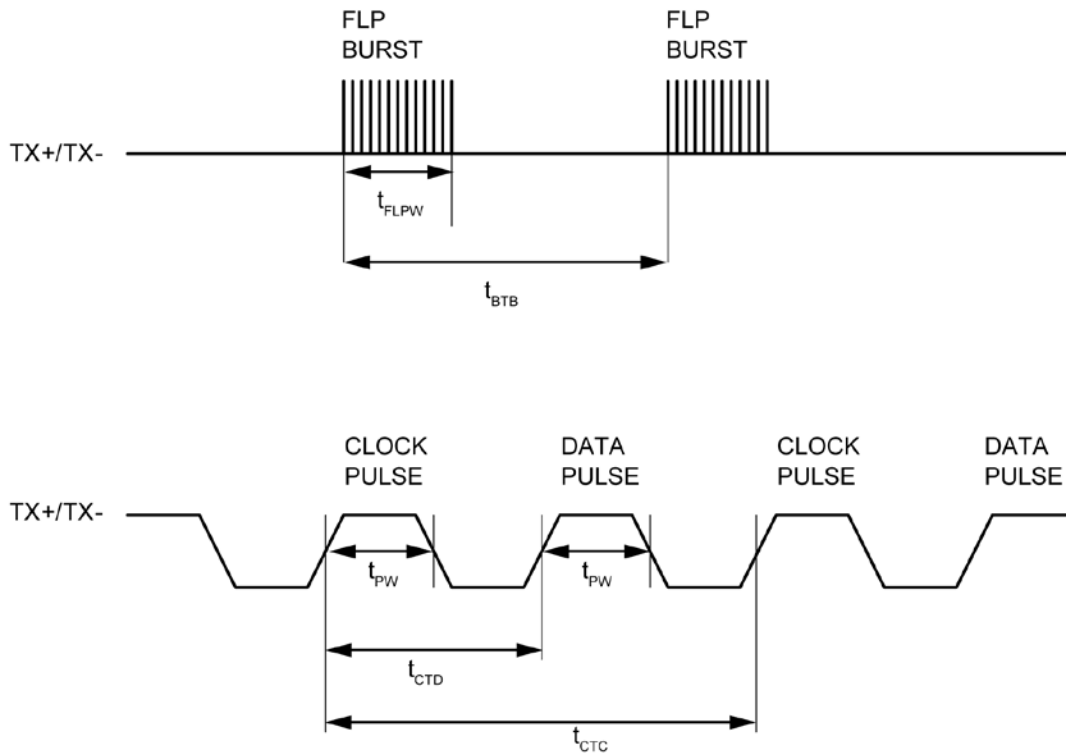 FLP FLP
BURST BURST
TX+/TX-
tFLPW
tBTB
CLOCK DATA CLOCK DATA
PULSE PULSE PULSE PULSE
TX+/TX-
tPW tPW
tCTD
tCTC